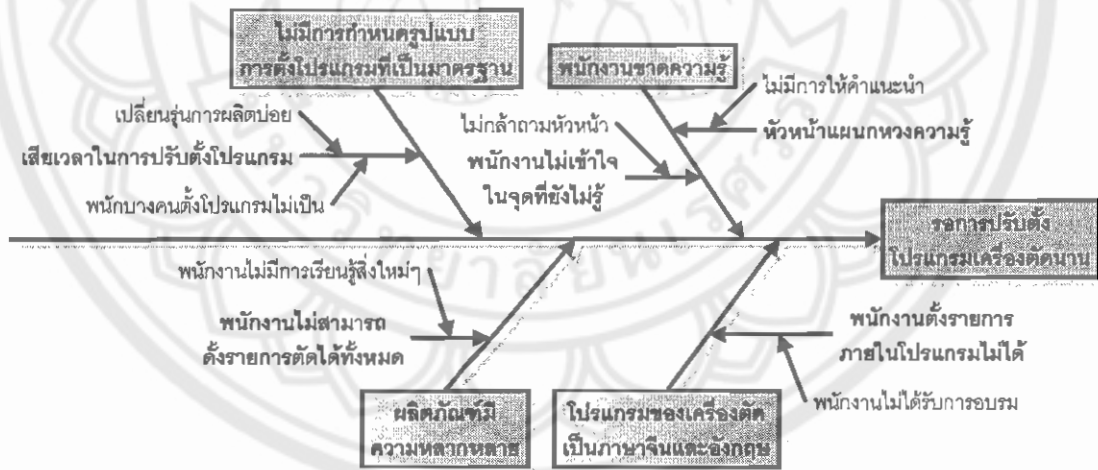 ไม่มีการกำหนดรูปแบบ
การตั้งโปรแกรมที่เป็นมาตรฐาน
พนักงานขาดความรู้
เปลี่ยนรุ่นการผลิตบ่อย
เสียเวลาในการปรับตั้งโปรแกรม
พนักบางคนตั้งโปรแกรมไม่เป็น
ไม่กล้าถามหัวหน้า
พนักงานไม่เข้าใจ
ในจุดที่ยังไม่รู้
ไม่มีการให้คำแนะนำ
หัวหน้าแผนกหวงความรู้
รอการปรับตั้ง
โปรแกรมเครื่องตัดนาน
พนักงานไม่มีการเรียนรู้สิ่งใหม่ๆ
พนักงานไม่สามารถ
ตั้งรายการตัดได้ทั้งหมด
พนักงานตั้งรายการ
ภายในโปรแกรมไม่ได้
พนักงานไม่ได้รับการอบรม
ผลิตภัณฑ์มี
ความหลากหลาย
โปรแกรมของเครื่องตัด
เป็นภาษาจีนและอังกฤษ